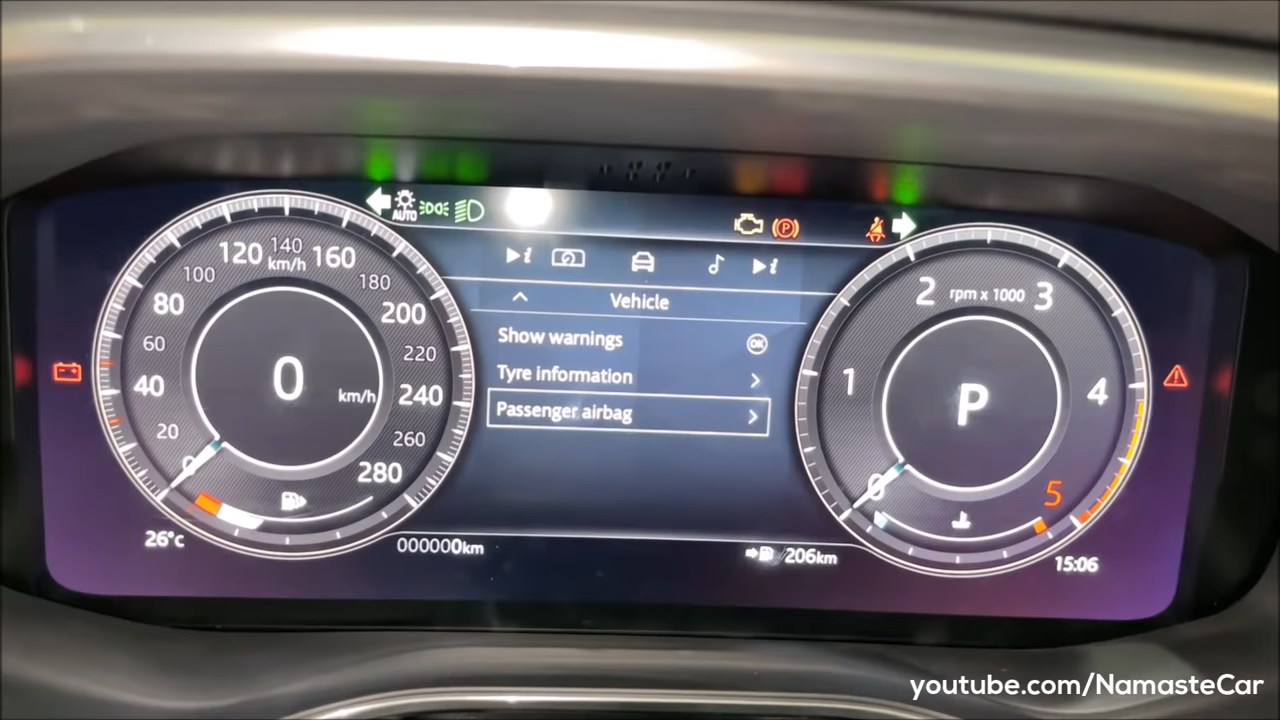 AUTO
P
i
i
Vehicle
Show warnings
OK
Tyre information
Passenger airbag
0
20
40
60
80
100
120
140
km/h
160
180
200
220
240
260
280
0
km/h
0
1
2
rpm x 1000
3
4
5
P
26°c
000000km
206km
15:06
youtube.com/NamasteCar